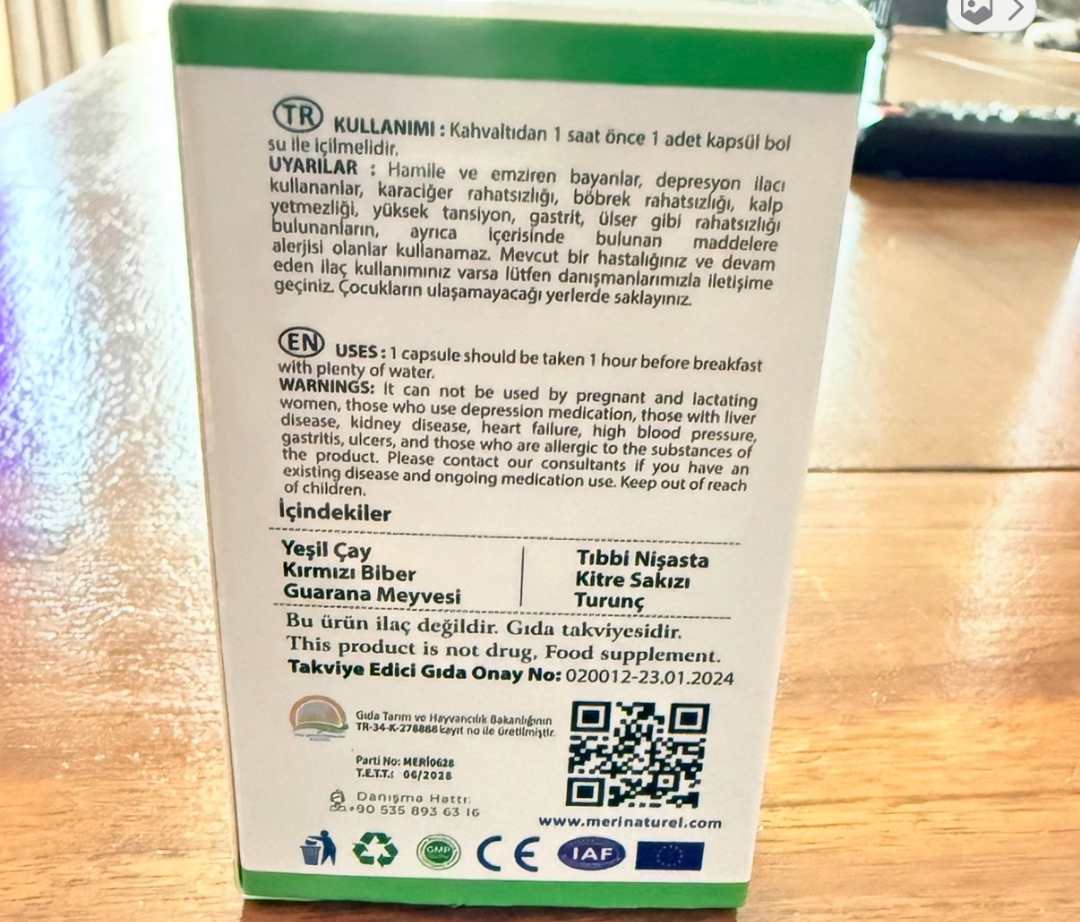 TR KULLANIMI : Kahvaltıdan 1 saat önce 1 adet kapsül bol
su ile içilmelidir.
UYARILAR : Hamile ve emziren bayanlar, depresyon ilacı
kullananlar, karaciğer rahatsızlığı, böbrek rahatsızlığı, kalp
yetmezliği, yüksek tansiyon, gastrit, ülser gibi rahatsızlığı
bulunanların, ayrıca içerisinde bulunan maddelere
alerjisi olanlar kullanamaz. Mevcut bir hastalığınız ve devam
eden ilaç kullanımınız varsa lütfen danışmanlarımızla iletişime
geçiniz. Çocukların ulaşamayacağı yerlerde saklayınız.
EN USES : 1 capsule should be taken 1 hour before breakfast
with plenty of water.
WARNINGS: It can not be used by pregnant and lactating
women, those who use depression medication, those with liver
disease, kidney disease, heart failure, high blood pressure,
gastritis, ulcers, and those who are allergic to the substances of
the product. Please contact our consultants if you have an
existing disease and ongoing medication use. Keep out of reach
of children.
İçindekiler
Yeşil Çay
Kırmızı Biber
Guarana Meyvesi
Tıbbi Nişasta
Kitre Sakızı
Turunç
Bu ürün ilaç değildir. Gıda takviyesidir.
This product is not drug, Food supplement.
Takviye Edici Gıda Onay No: 020012-23.01.2024
Gıda Tarım ve Hayvancılık Bakanlığının
TR-34-K-278888 kayıt no ile üretilmiştir.
Parti No: MERİ0628
T.E.T.T.: 06/2028
Danışma Hattı:
+90 535 893 63 16
www.merinaturel.com
GMP
CE
IAF